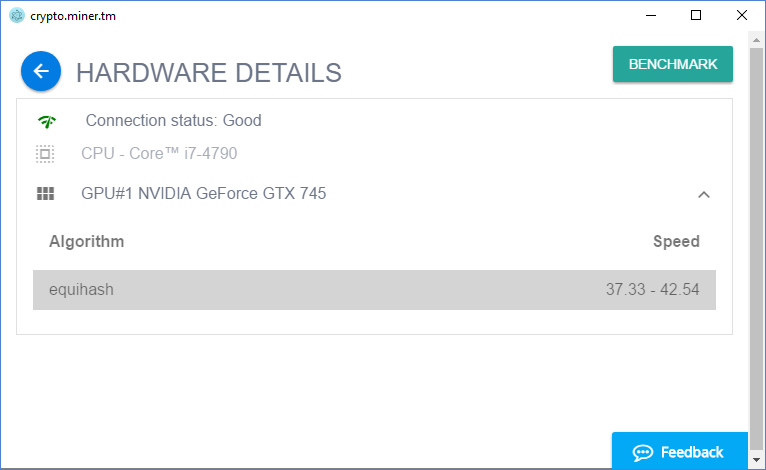 crypto.miner.tm
HARDWARE DETAILS
BENCHMARK
Connection status: Good
CPU - Core™ i7-4790
GPU#1 NVIDIA GeForce GTX 745
Algorithm Speed
equihash 37.33 - 42.54
Feedback